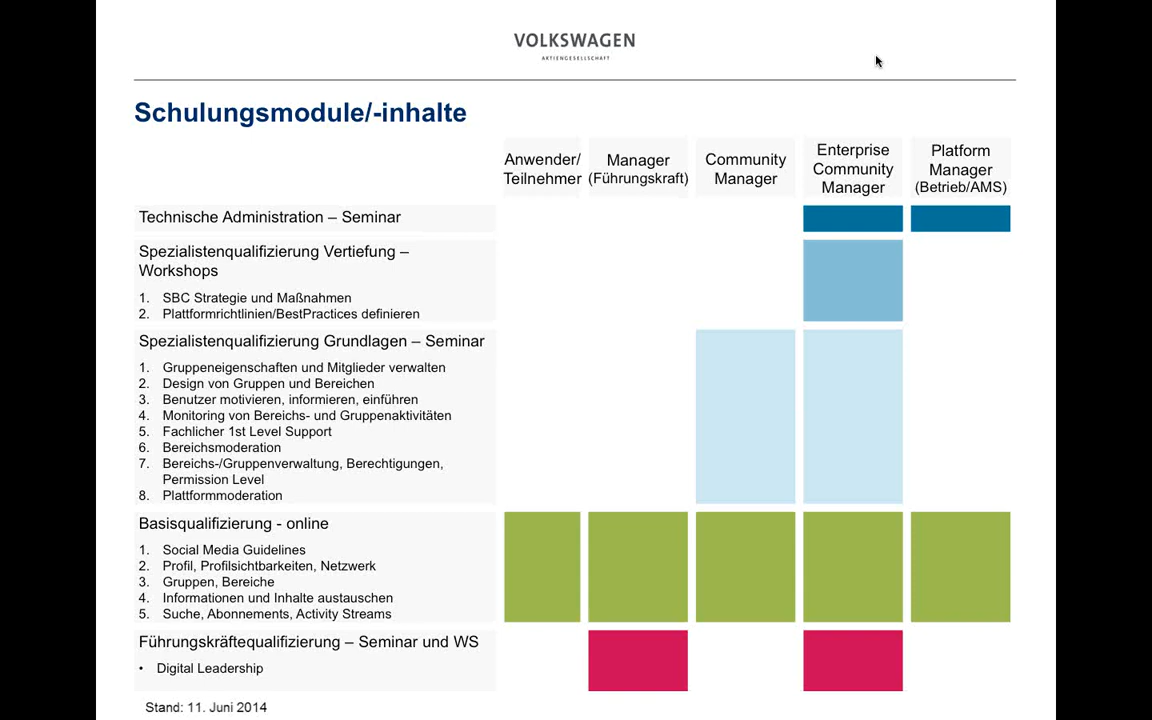 VOLKSWAGEN
AKTIENGESELLSCHAFT
Schulungsmodule/-inhalte
Anwender/
Teilnehmer
Manager
(Führungskraft)
Community
Manager
Enterprise
Community
Manager
Platform
Manager
(Betrieb/AMS)
Technische Administration – Seminar
Spezialistenqualifizierung Vertiefung –
Workshops
1. SBC Strategie und Maßnahmen
2. Plattformrichtlinien/BestPractices definieren
Spezialistenqualifizierung Grundlagen – Seminar
1. Gruppeneigenschaften und Mitglieder verwalten
2. Design von Gruppen und Bereichen
3. Benutzer motivieren, informieren, einführen
4. Monitoring von Bereichs- und Gruppenaktivitäten
5. Fachlicher 1st Level Support
6. Bereichsmoderation
7. Bereichs-/Gruppenverwaltung, Berechtigungen,
Permission Level
8. Plattformmoderation
Basisqualifizierung - online
1. Social Media Guidelines
2. Profil, Profilsichtbarkeiten, Netzwerk
3. Gruppen, Bereiche
4. Informationen und Inhalte austauschen
5. Suche, Abonnements, Activity Streams
Führungskräftequalifizierung – Seminar und WS
• Digital Leadership
Stand: 11. Juni 2014